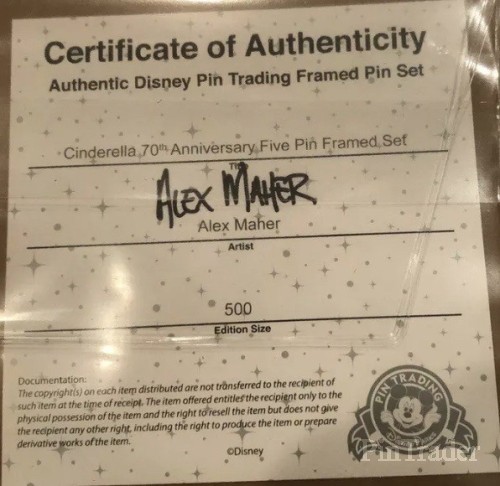 Certificate of Authenticity
Authentic Disney Pin Trading Framed Pin Set
Cinderella 70th Anniversary Five Pin Framed Set
ALEX MAHER
Alex Maher
Artist
500
Edition Size
Documentation:
The copyright(s) on each item distributed are not transferred to the recipient of
such item at the time of receipt. The item offered entitled the recipient only to the
physical possession of the item and the right to resell the item but does not give
the recipient any other right, including the right to produce the item or prepare
derivative works of the item.
©Disney
PIN TRADING
Pin Trader